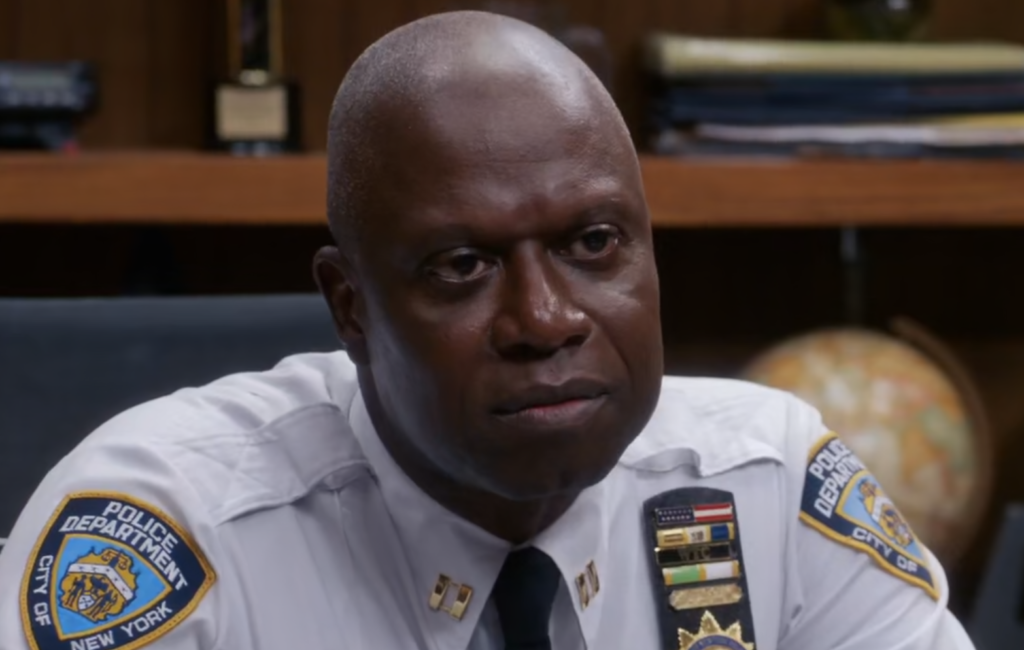 POLICE
DEPARTMENT
CITY OF
NEW YORK
POLICE
DEPARTMENT
CITY OF